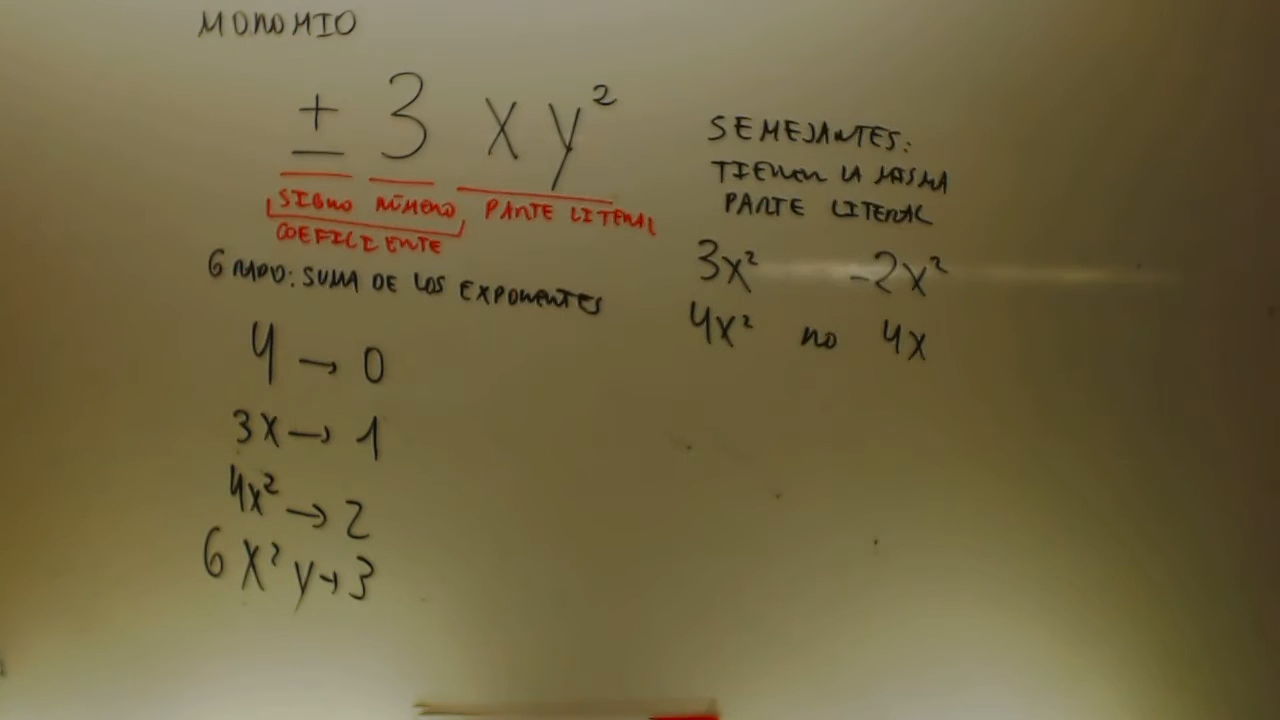 MONOMIO
± 3 x y²
SIGNO NÚMERO PARTE LITERAL
COEFICIENTE
GRADO: SUMA DE LOS EXPONENTES
4 → 0
3x → 1
4x² → 2
6x²y → 3
SEMEJANTES:
TIENEN LA MISMA
PARTE LITERAL
3x² -2x²
4x² no 4x